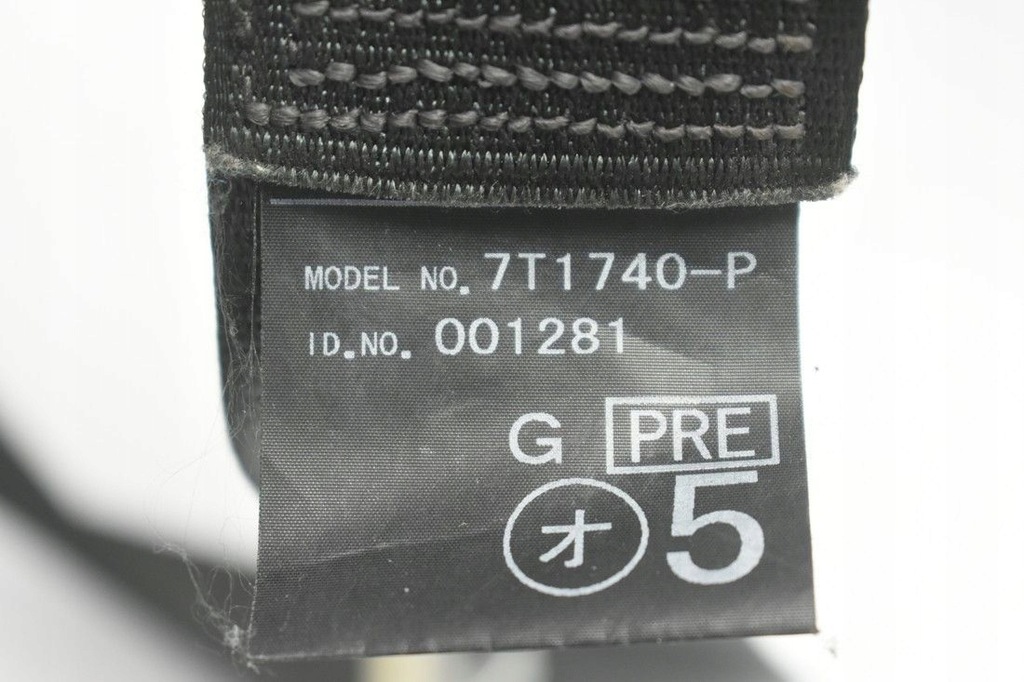 MODEL NO. 7T1740-P
ID.NO. 001281
G PRE
オ 5